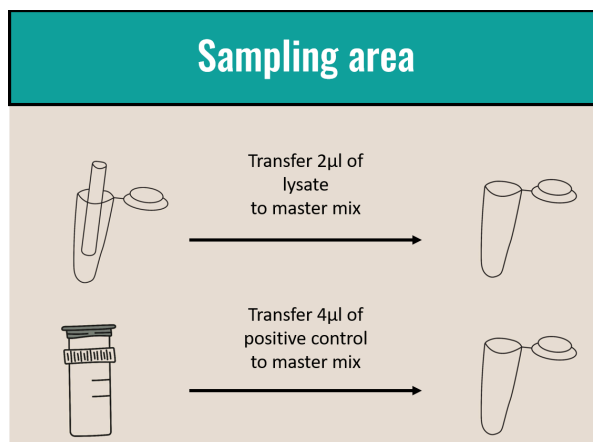 Sampling area
Transfer 2µl of
lysate
to master mix
Transfer 4µl of
positive control
to master mix